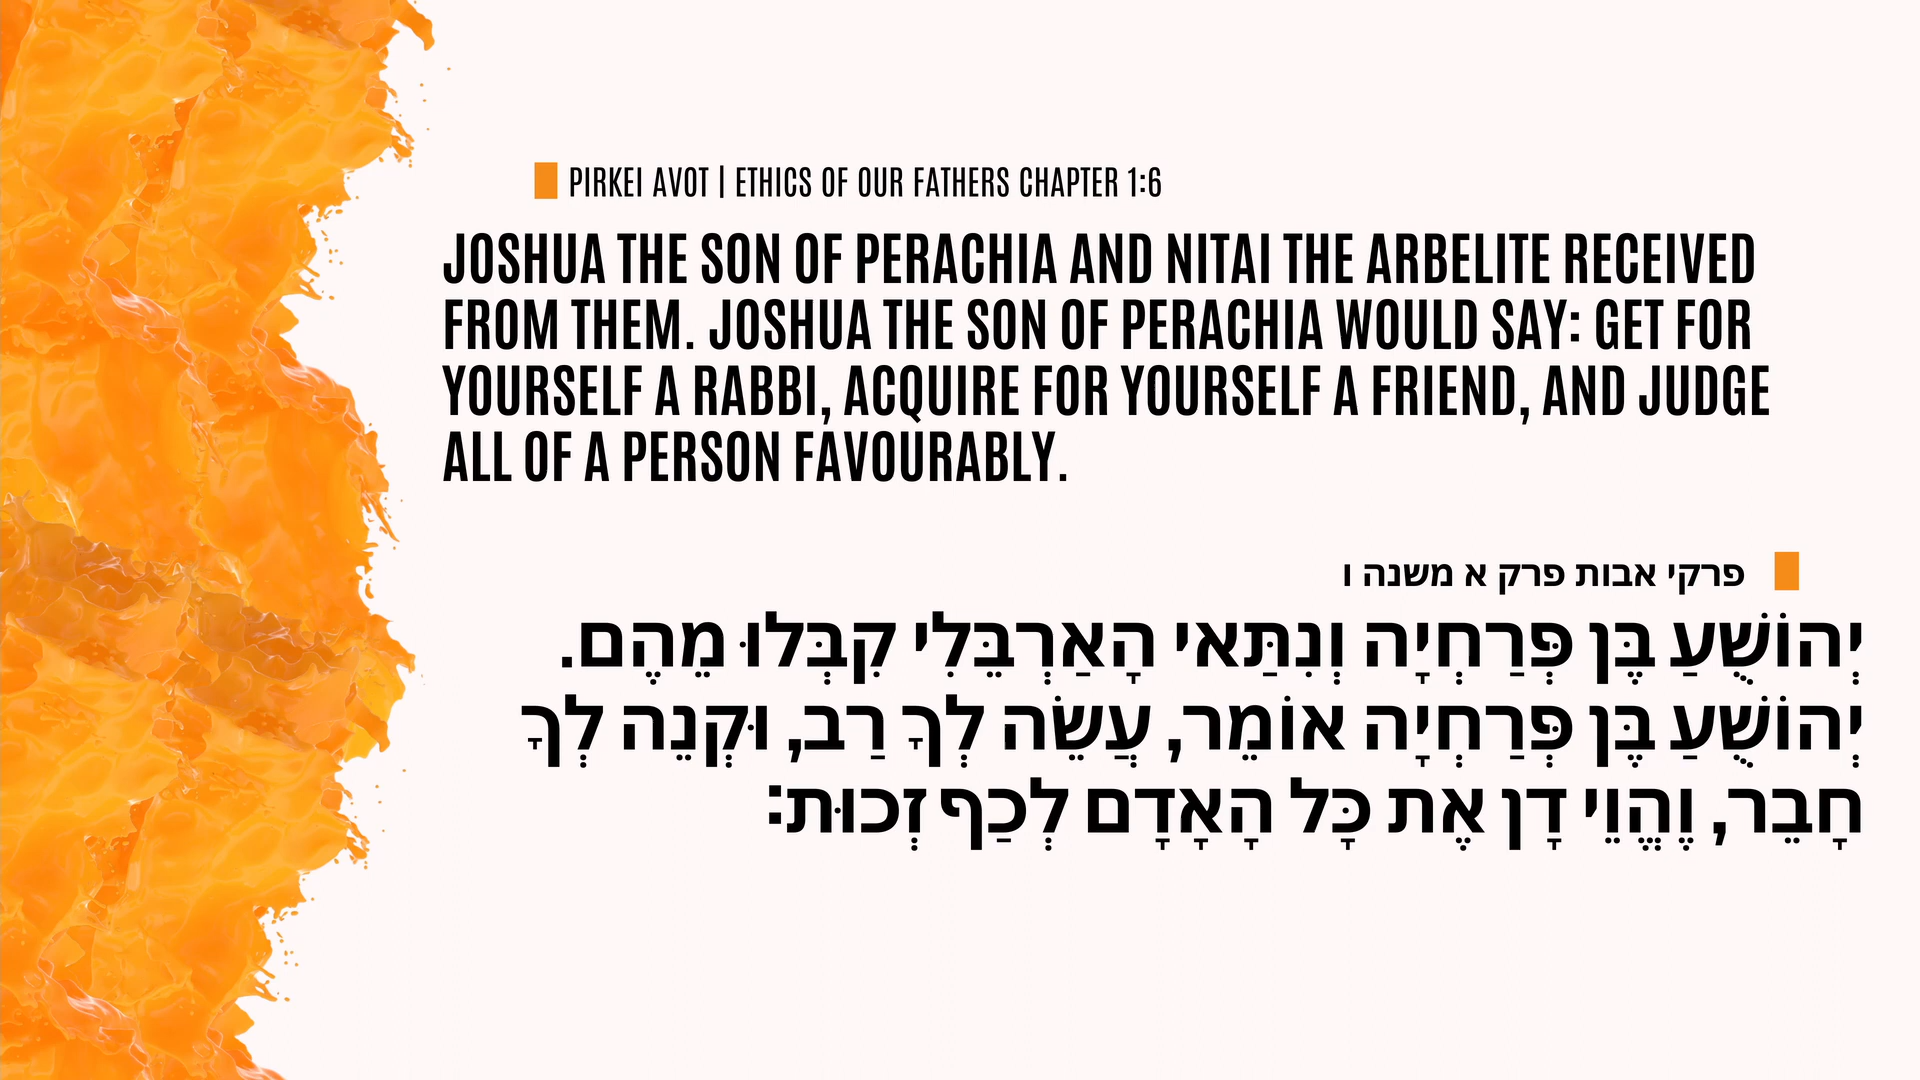 PIRKEI AVOT | ETHICS OF OUR FATHERS CHAPTER 1:6
JOSHUA THE SON OF PERACHIA AND NITAI THE ARBELITE RECEIVED
FROM THEM. JOSHUA THE SON OF PERACHIA WOULD SAY: GET FOR
YOURSELF A RABBI, ACQUIRE FOR YOURSELF A FRIEND, AND JUDGE
ALL OF A PERSON FAVOURABLY.
פרקי אבות פרק א משנה ו
יְהוֹשֻׁעַ בֶּן פְּרַחְיָה וְנִתַּאי הָאַרְבֵּלִי קִבְּלוּ מֵהֶם.
יְהוֹשֻׁעַ בֶּן פְּרַחְיָה אוֹמֵר, עֲשֵׂה לְךָ רַב, וּקְנֵה לְךָ
חָבֵר, וֶהֱוֵי דָן אֶת כָּל הָאָדָם לְכַף זְכוּת: